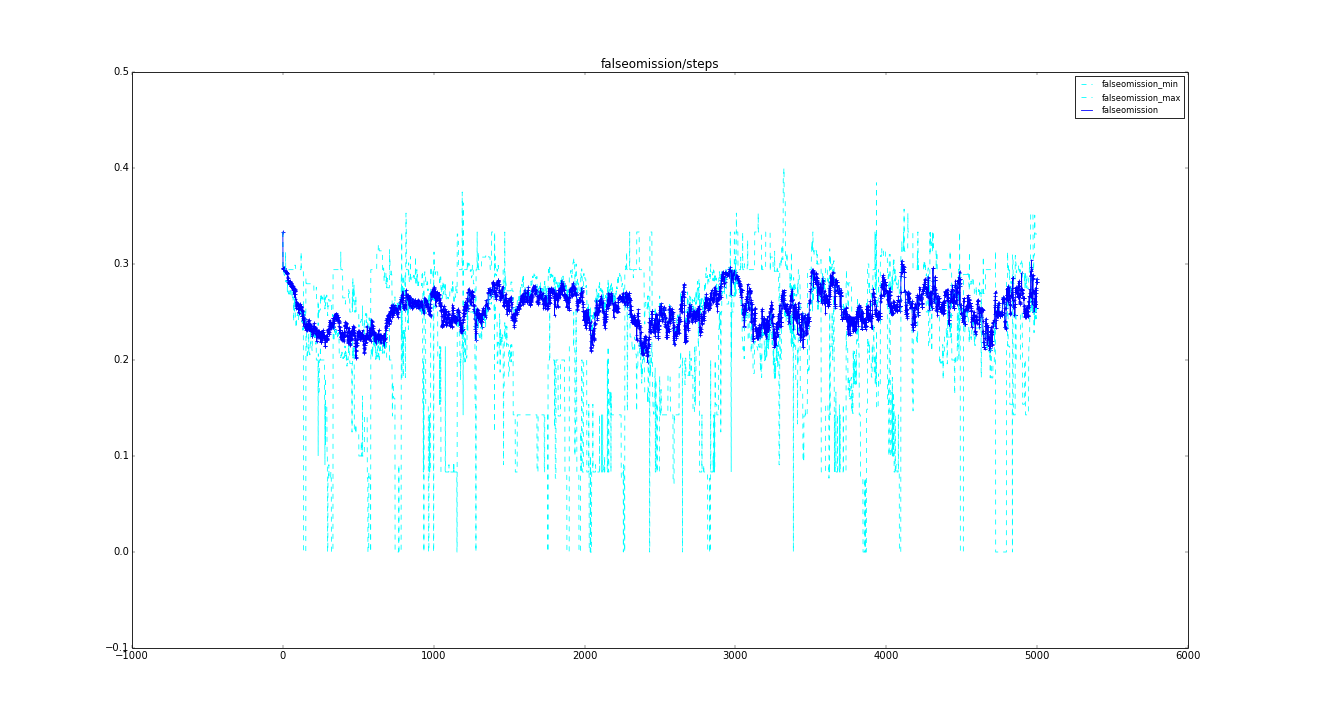 falseomission/steps
0.5
0.4
0.3
0.2
0.1
0.0
−0.1
−1000 0 1000 2000 3000 4000 5000 6000
falseomission_min
falseomission_max
falseomission